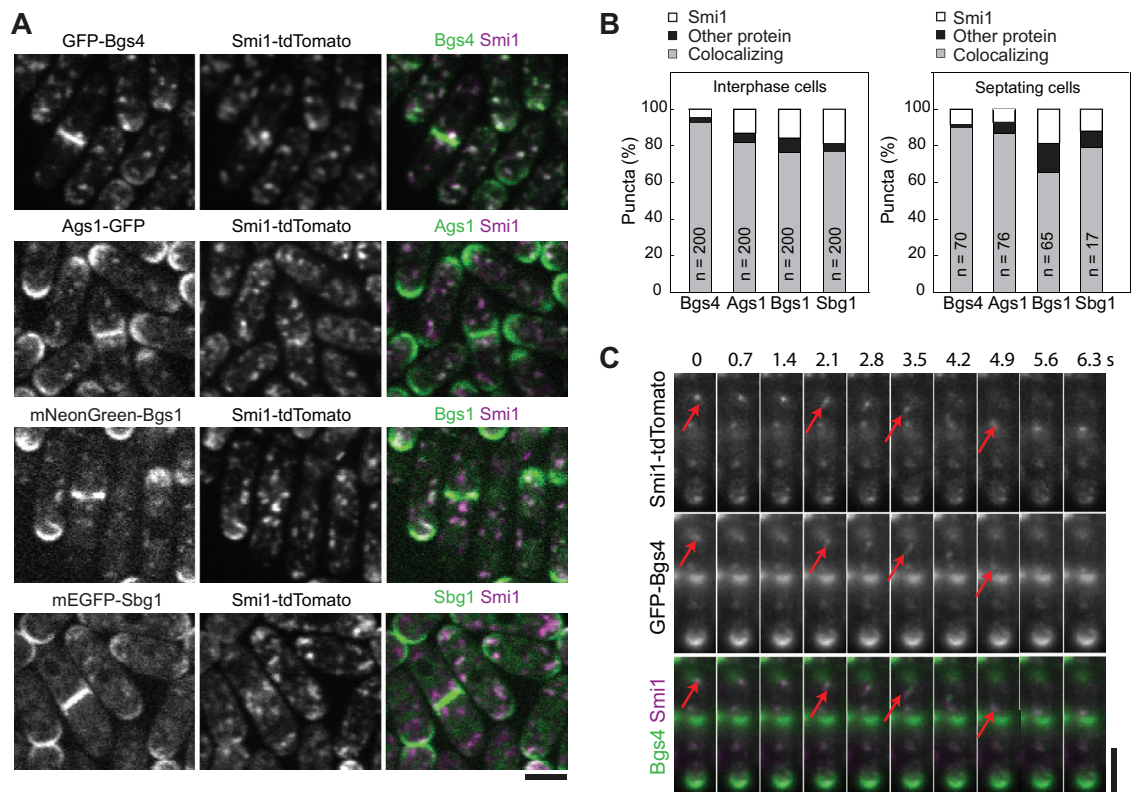 A
GFP-Bgs4 Smi1-tdTomato Bgs4 Smi1
Ags1-GFP Smi1-tdTomato Ags1 Smi1
mNeonGreen-Bgs1 Smi1-tdTomato Bgs1 Smi1
mEGFP-Sbg1 Smi1-tdTomato Sbg1 Smi1
B
Smi1
Other protein
Colocalizing
Interphase cells
Puncta (%)
100
80
60
40
20
0
n = 200 n = 200 n = 200 n = 200
Bgs4 Ags1 Bgs1 Sbg1
Smi1
Other protein
Colocalizing
Septating cells
Puncta (%)
100
80
60
40
20
0
n = 70 n = 76 n = 65 n = 17
Bgs4 Ags1 Bgs1 Sbg1
C
0 0.7 1.4 2.1 2.8 3.5 4.2 4.9 5.6 6.3 s
Smi1-tdTomato
GFP-Bgs4
Bgs4 Smi1